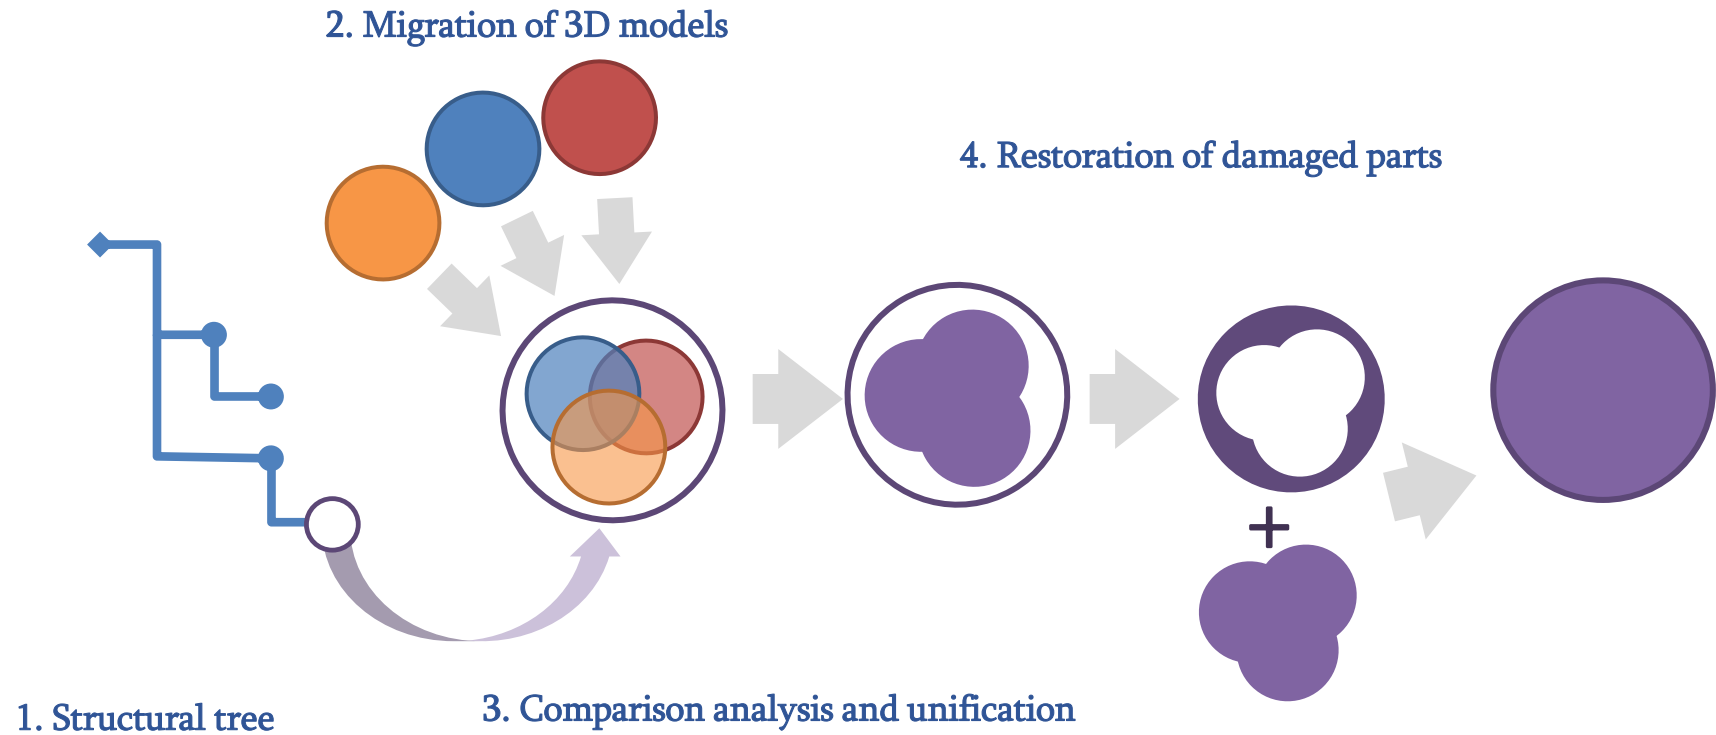 2. Migration of 3D models
4. Restoration of damaged parts
1. Structural tree
3. Comparison analysis and unification